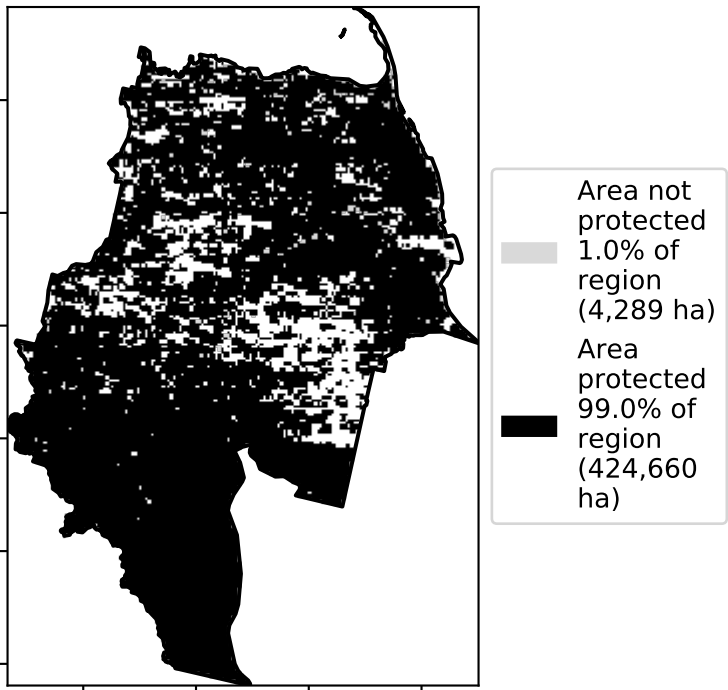 Area not
protected
1.0% of
region
(4,289 ha)
Area
protected
99.0% of
region
(424,660
ha)